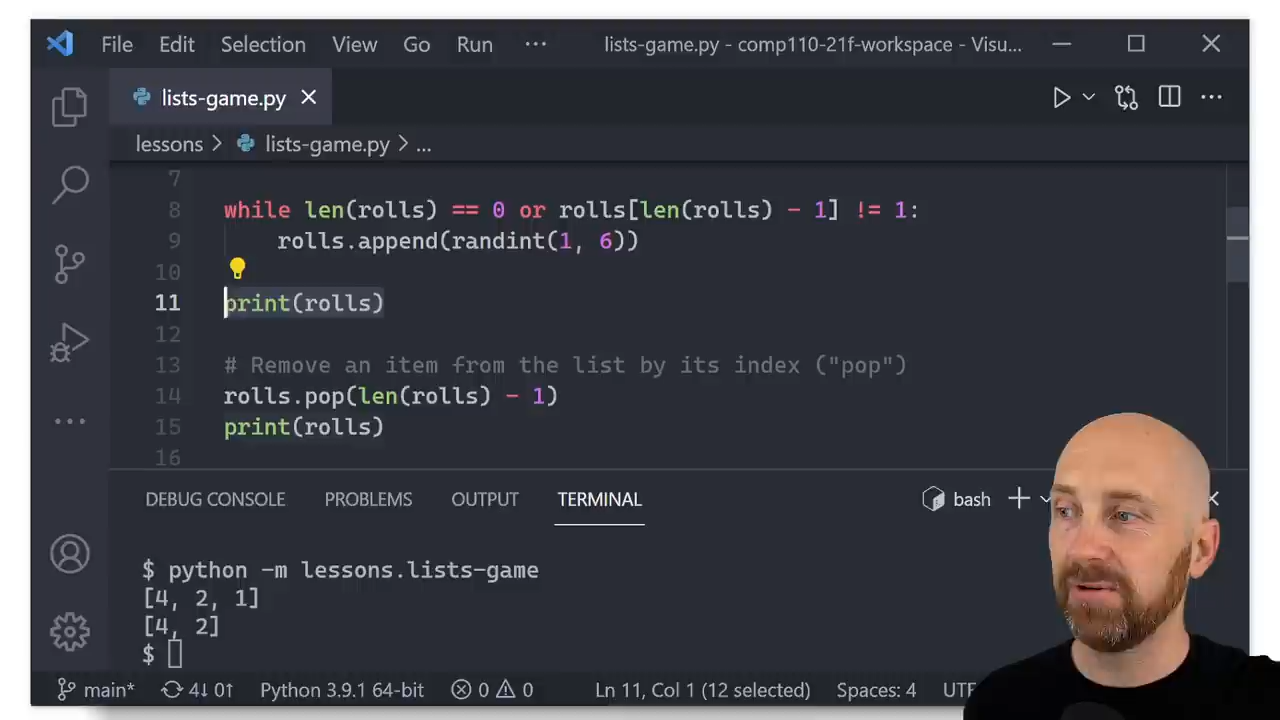 File Edit Selection View Go Run ··· lists-game.py - comp110-21f-workspace - Visu...
lists-game.py
lessons > lists-game.py > ...
7
8 while len(rolls) == 0 or rolls[len(rolls) - 1] != 1:
9 rolls.append(randint(1, 6))
10
11 print(rolls)
12
13 # Remove an item from the list by its index ("pop")
14 rolls.pop(len(rolls) - 1)
15 print(rolls)
16
DEBUG CONSOLE PROBLEMS OUTPUT TERMINAL bash
$ python -m lessons.lists-game
[4, 2, 1]
[4, 2]
$
main* 4↓ 0↑ Python 3.9.1 64-bit 0 0 Ln 11, Col 1 (12 selected) Spaces: 4 UTF